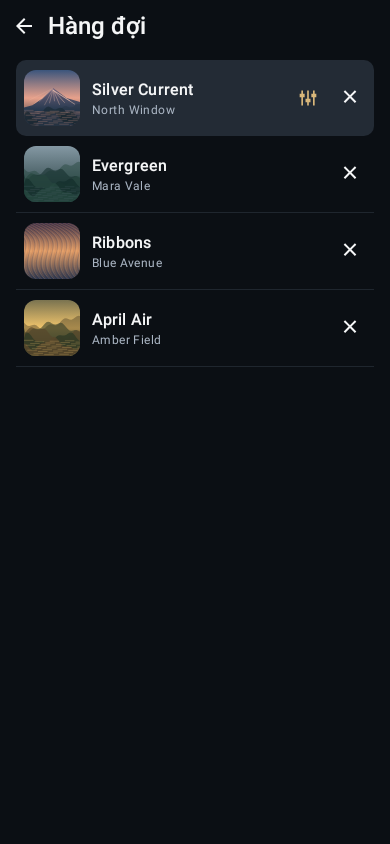 Hàng đợi
Silver Current
North Window
Evergreen
Mara Vale
Ribbons
Blue Avenue
April Air
Amber Field